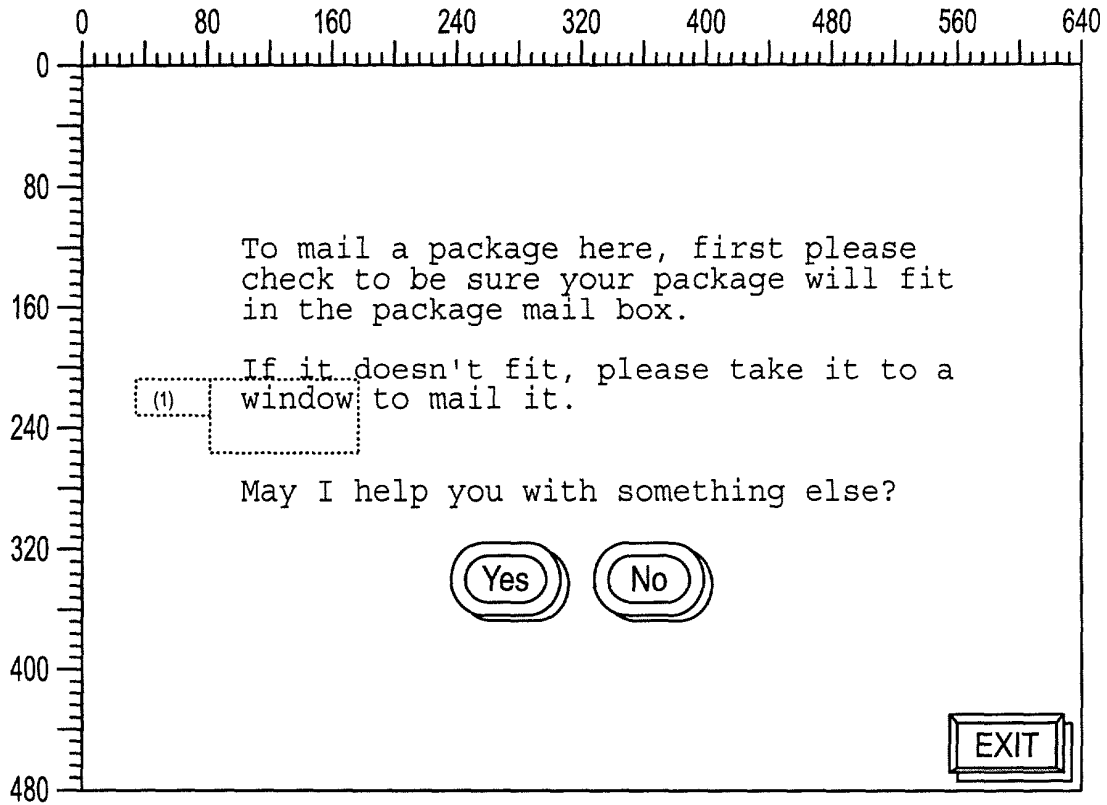 0 80 160 240 320 400 480 560 640
0
80
To mail a package here, first please
check to be sure your package will fit
160
in the package mail box.
If it doesn't fit, please take it to a
(1) window to mail it.
240
May I help you with something else?
320
Yes No
400
EXIT
480